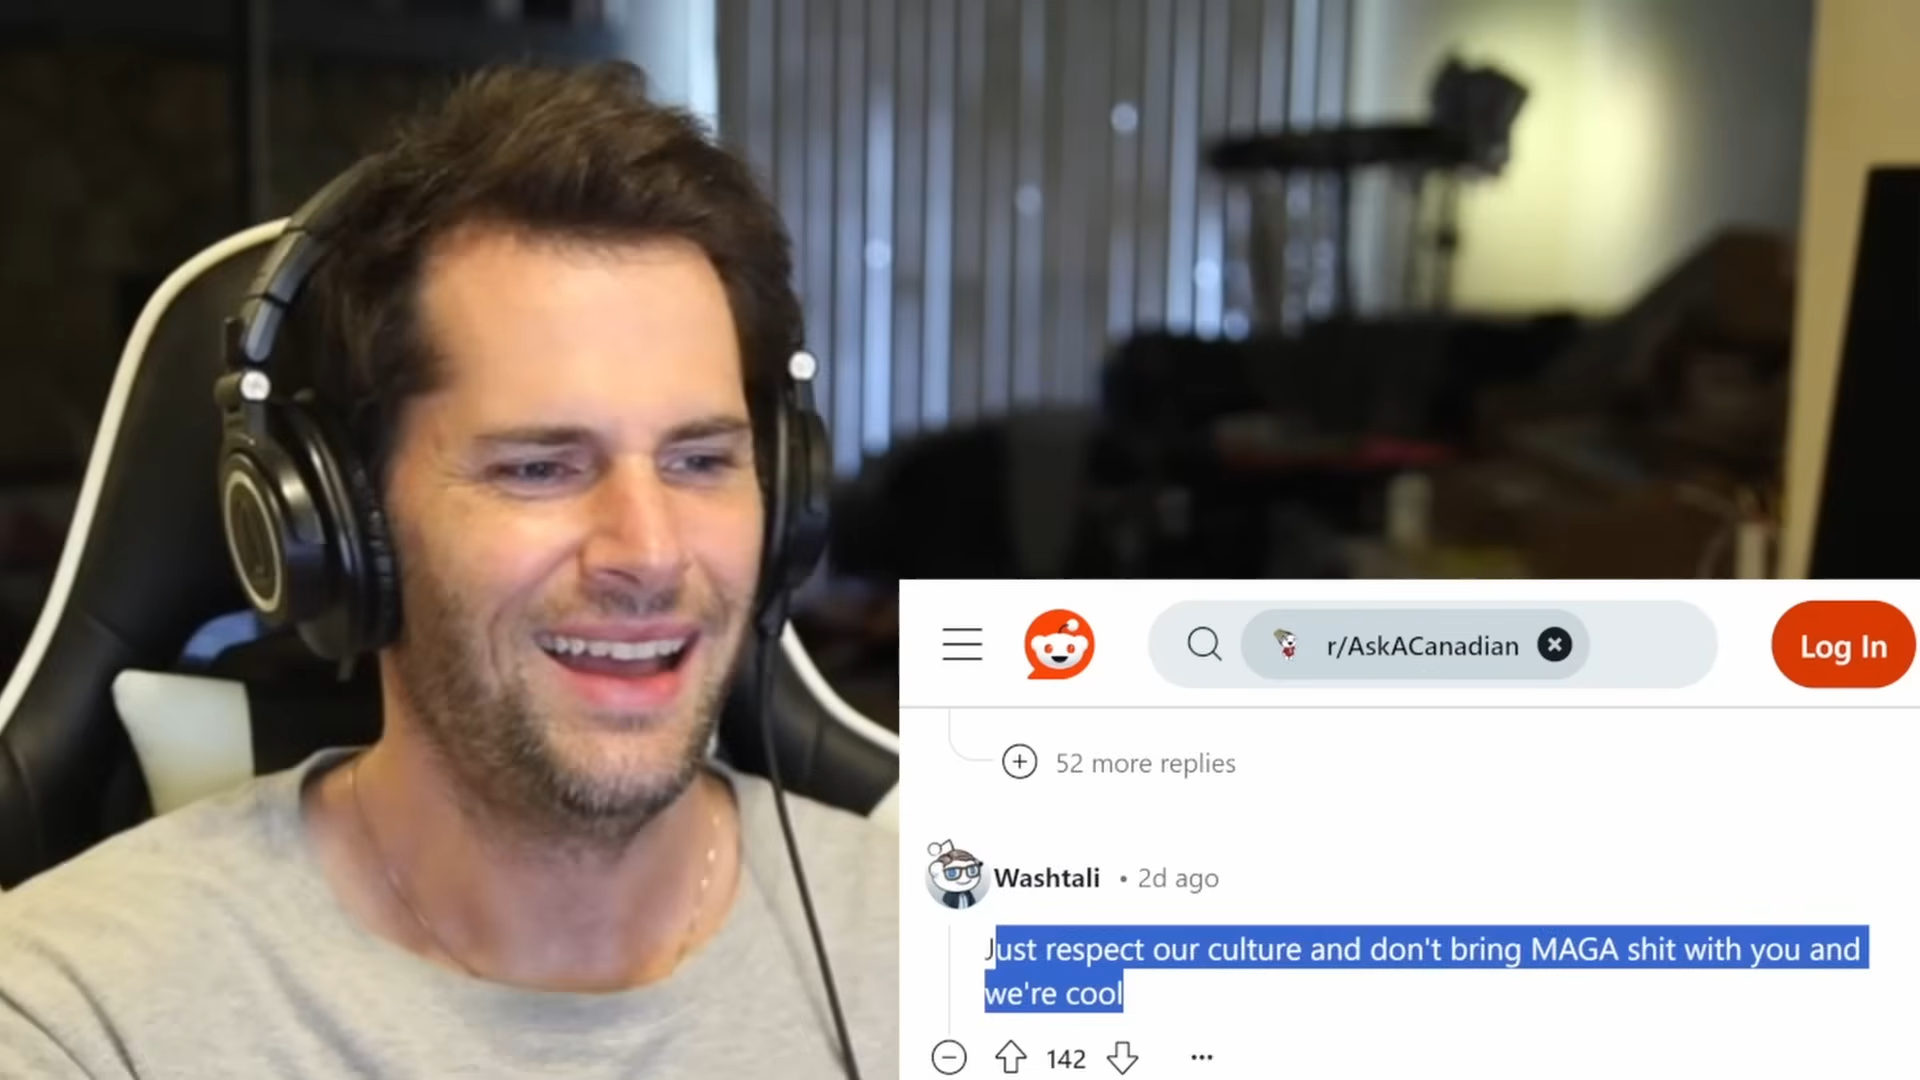 r/AskACanadian
Log In
52 more replies
Washtali • 2d ago
Just respect our culture and don't bring MAGA shit with you and
we're cool
142